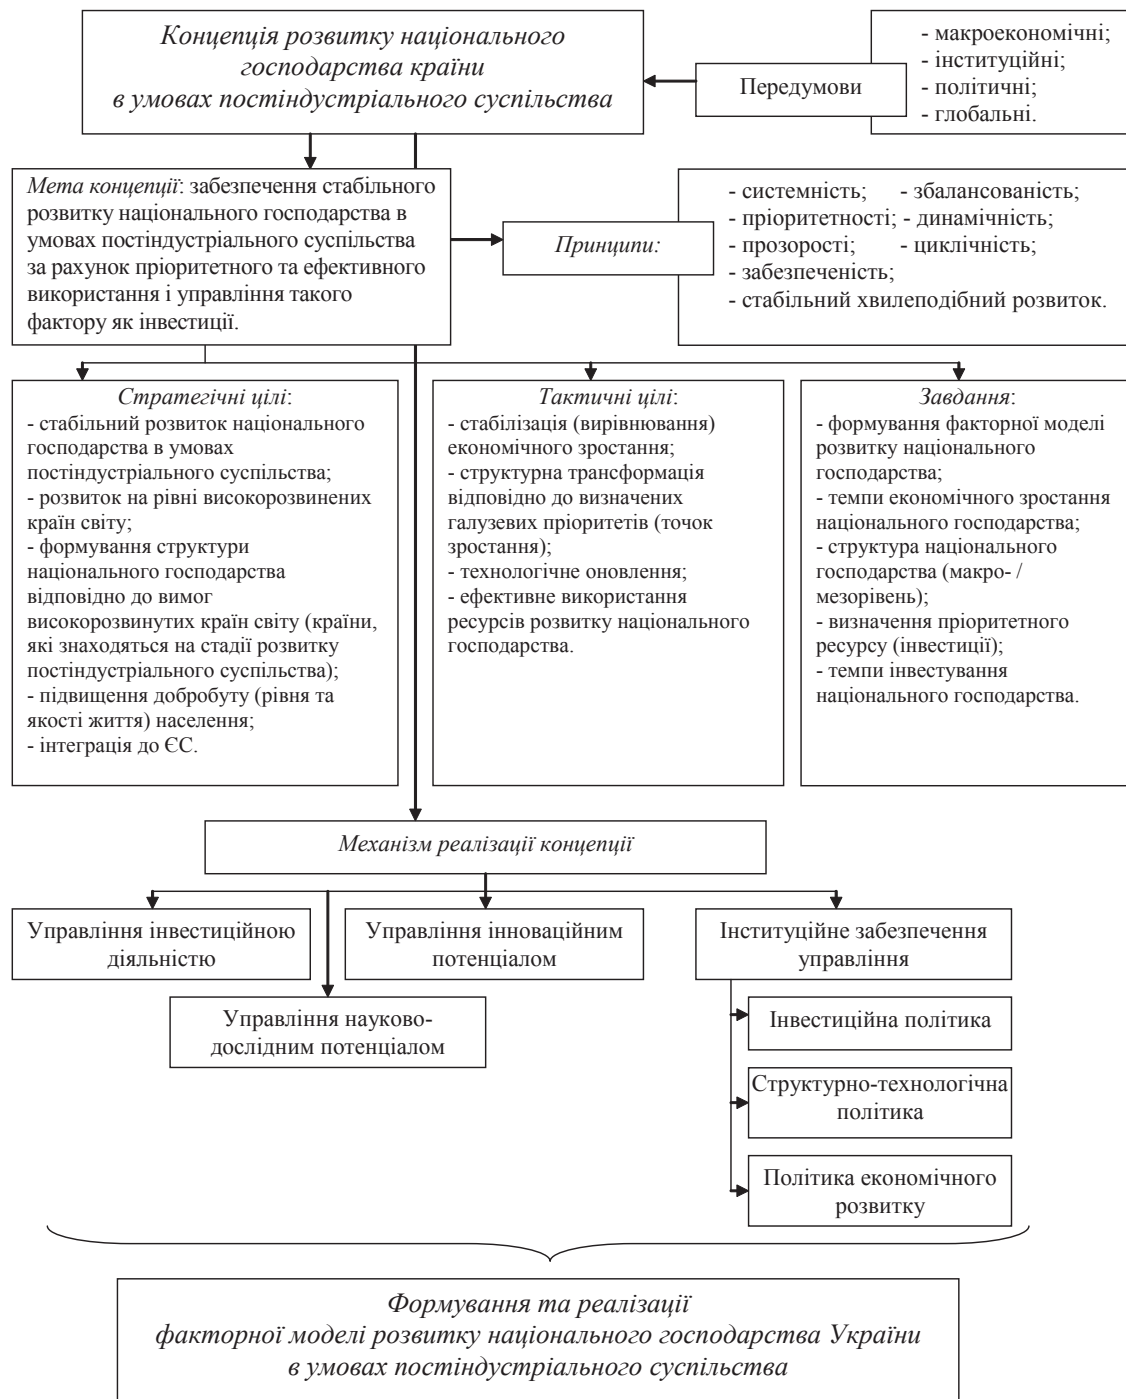 Концепція розвитку національного
господарства країни
в умовах постіндустріального суспільства
Передумови
- макроекономічні;
- інституційні;
- політичні;
- глобальні.
Мета концепції: забезпечення стабільного
розвитку національного господарства в
умовах постіндустріального суспільства
за рахунок пріоритетного та ефективного
використання і управління такого
фактору як інвестиції.
Принципи:
- системність; - збалансованість;
- пріоритетності; - динамічність;
- прозорості; - циклічність;
- забезпеченість;
- стабільний хвилеподібний розвиток.
Стратегічні цілі:
- стабільний розвиток національного
господарства в умовах
постіндустріального суспільства;
- розвиток на рівні високорозвинених
країн світу;
- формування структури
національного господарства
відповідно до вимог
високорозвинутих країн світу (країни,
які знаходяться на стадії розвитку
постіндустріального суспільства);
- підвищення добробуту (рівня та
якості життя) населення;
- інтеграція до ЄС.
Тактичні цілі:
- стабілізація (вирівнювання)
економічного зростання;
- структурна трансформація
відповідно до визначених
галузевих пріоритетів (точок
зростання);
- технологічне оновлення;
- ефективне використання
ресурсів розвитку національного
господарства.
Завдання:
- формування факторної моделі
розвитку національного
господарства;
- темпи економічного зростання
національного господарства;
- структура національного
господарства (макро- /
мезорівень);
- визначення пріоритетного
ресурсу (інвестиції);
- темпи інвестування
національного господарства.
Механізм реалізації концепції
Управління інвестиційною
діяльністю
Управління інноваційним
потенціалом
Інституційне забезпечення
управління
Управління науково-
дослідним потенціалом
Інвестиційна політика
Структурно-технологічна
політика
Політика економічного
розвитку
Формування та реалізації
факторної моделі розвитку національного господарства України
в умовах постіндустріального суспільства